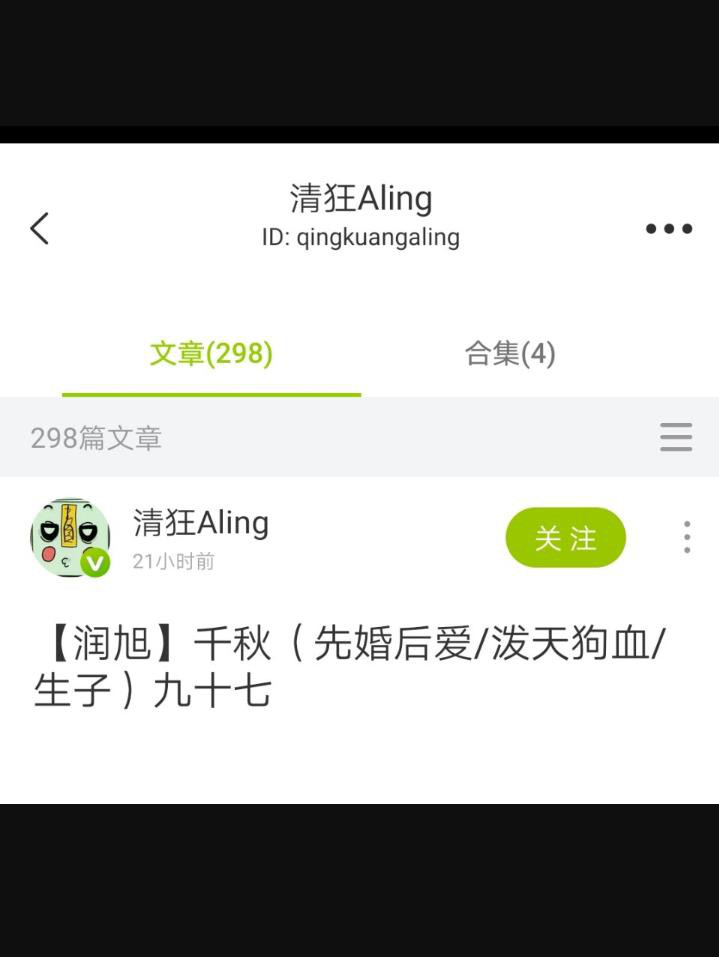 清狂Aling
ID: qingkuangaling
文章(298)
合集(4)
298篇文章
清狂Aling
关注
21小时前
【润旭】千秋（先婚后爱/泼天狗血/
生子）九十七